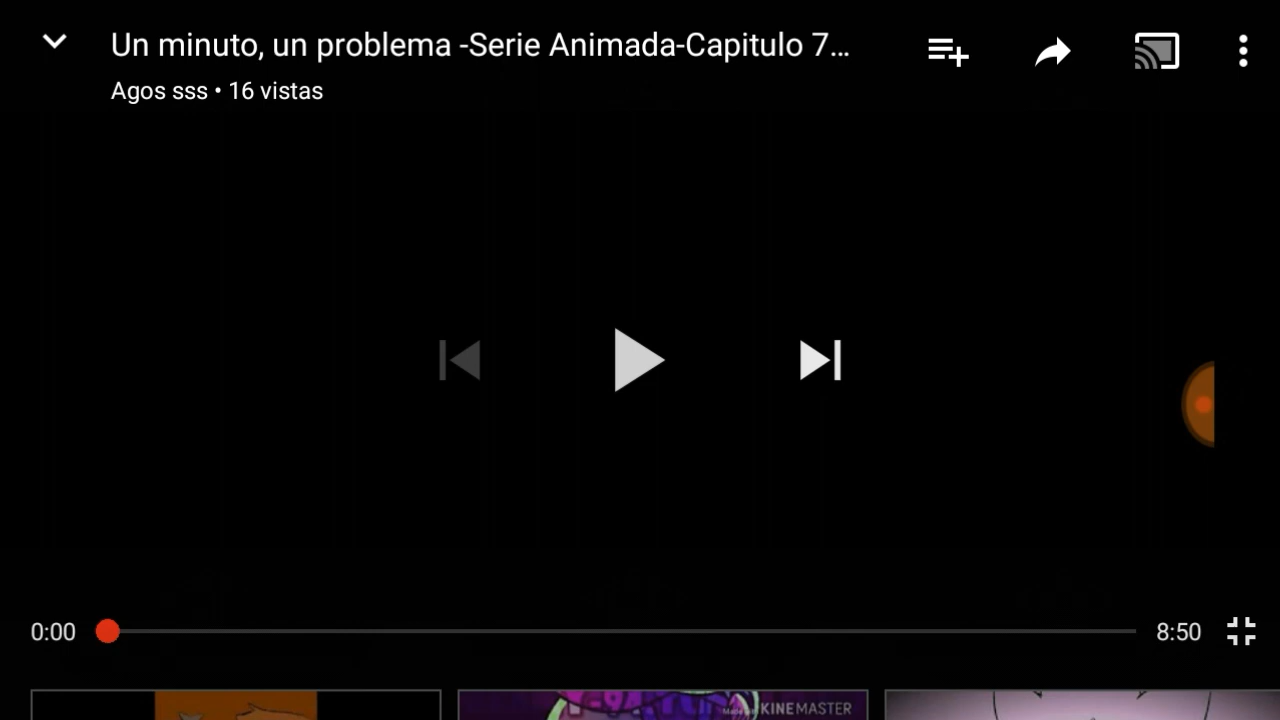 Un minuto, un problema -Serie Animada-Capitulo 7...
Agos sss • 16 vistas
0:00
8:50
KINEMASTER